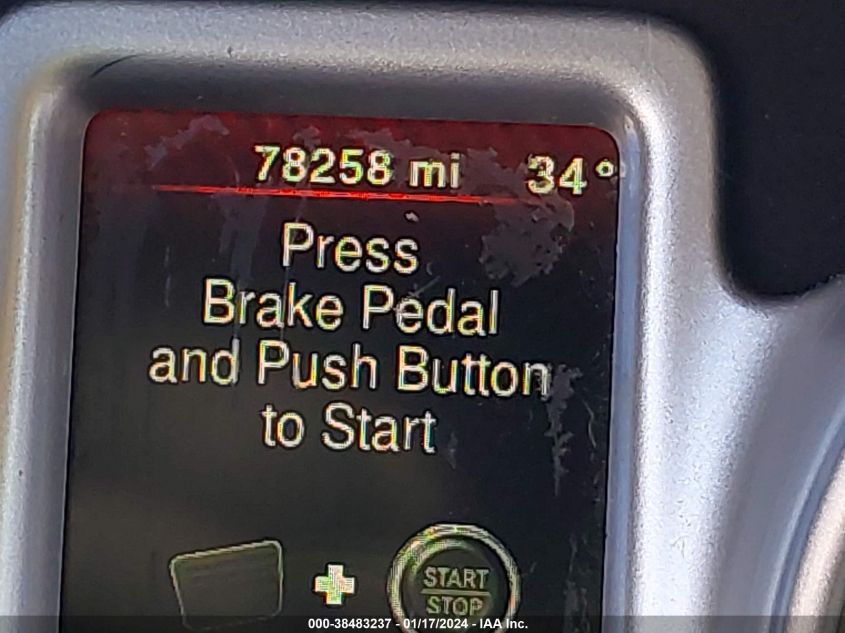 78258 mi 34°
Press
Brake Pedal
and Push Button
to Start
START
STOP
000-38483237 - 01/17/2024 - IAA Inc.